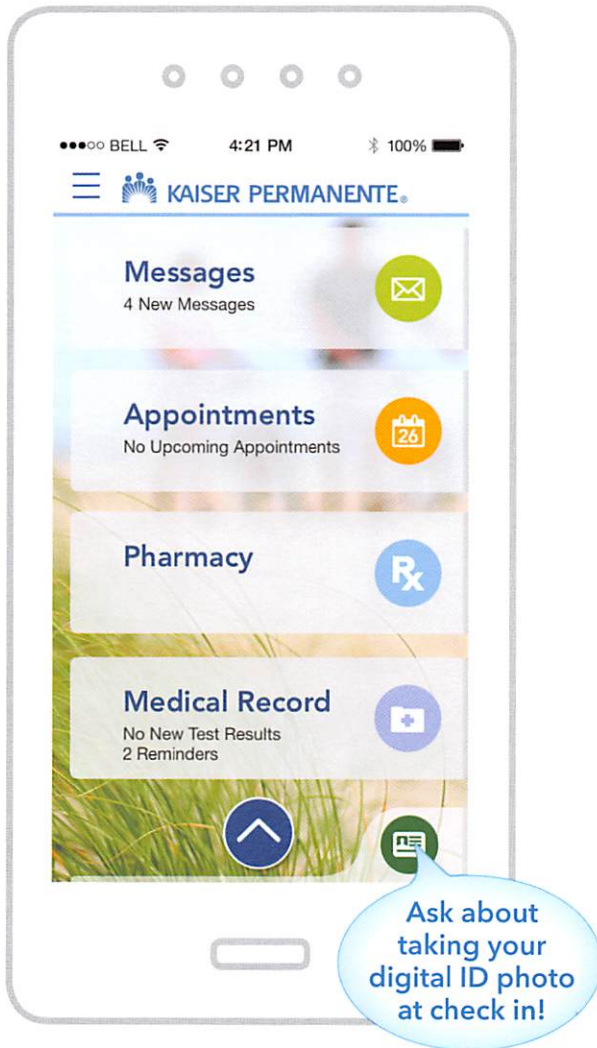 ●●●○○ BELL 4:21 PM 100%
KAISER PERMANENTE®
Messages
4 New Messages
Appointments
No Upcoming Appointments
26
Pharmacy
Rx
Medical Record
No New Test Results
2 Reminders
Ask about
taking your
digital ID photo
at check in!